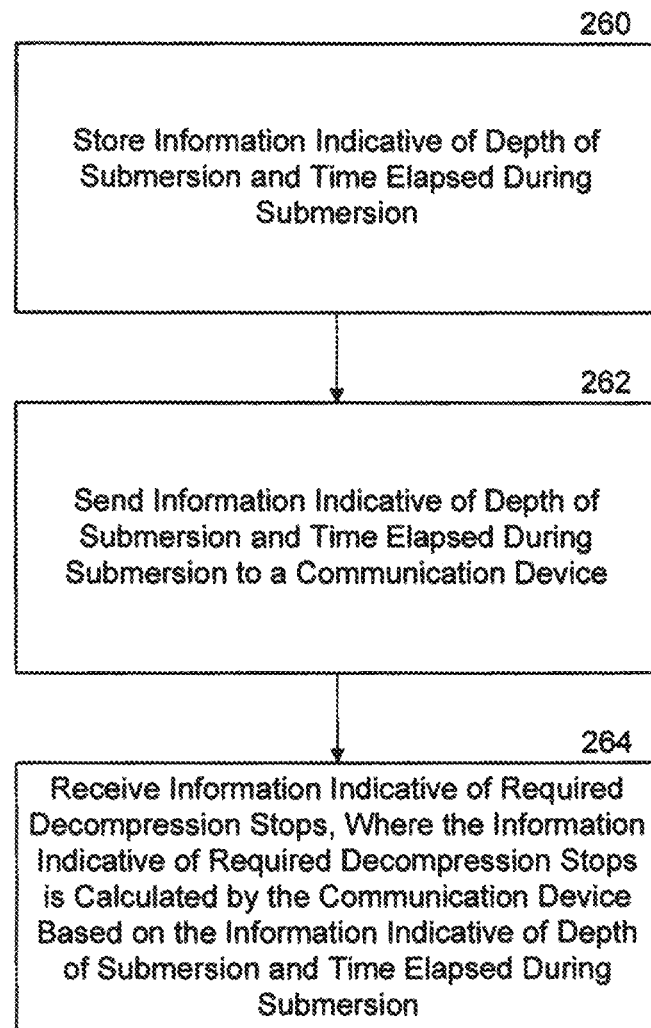 260
Store Information Indicative of Depth of
Submersion and Time Elapsed During
Submersion
262
Send Information Indicative of Depth of
Submersion and Time Elapsed During
Submersion to a Communication Device
264
Receive Information Indicative of Required
Decompression Stops, Where the Information
Indicative of Required Decompression Stops
is Calculated by the Communication Device
Based on the Information Indicative of Depth
of Submersion and Time Elapsed During
Submersion